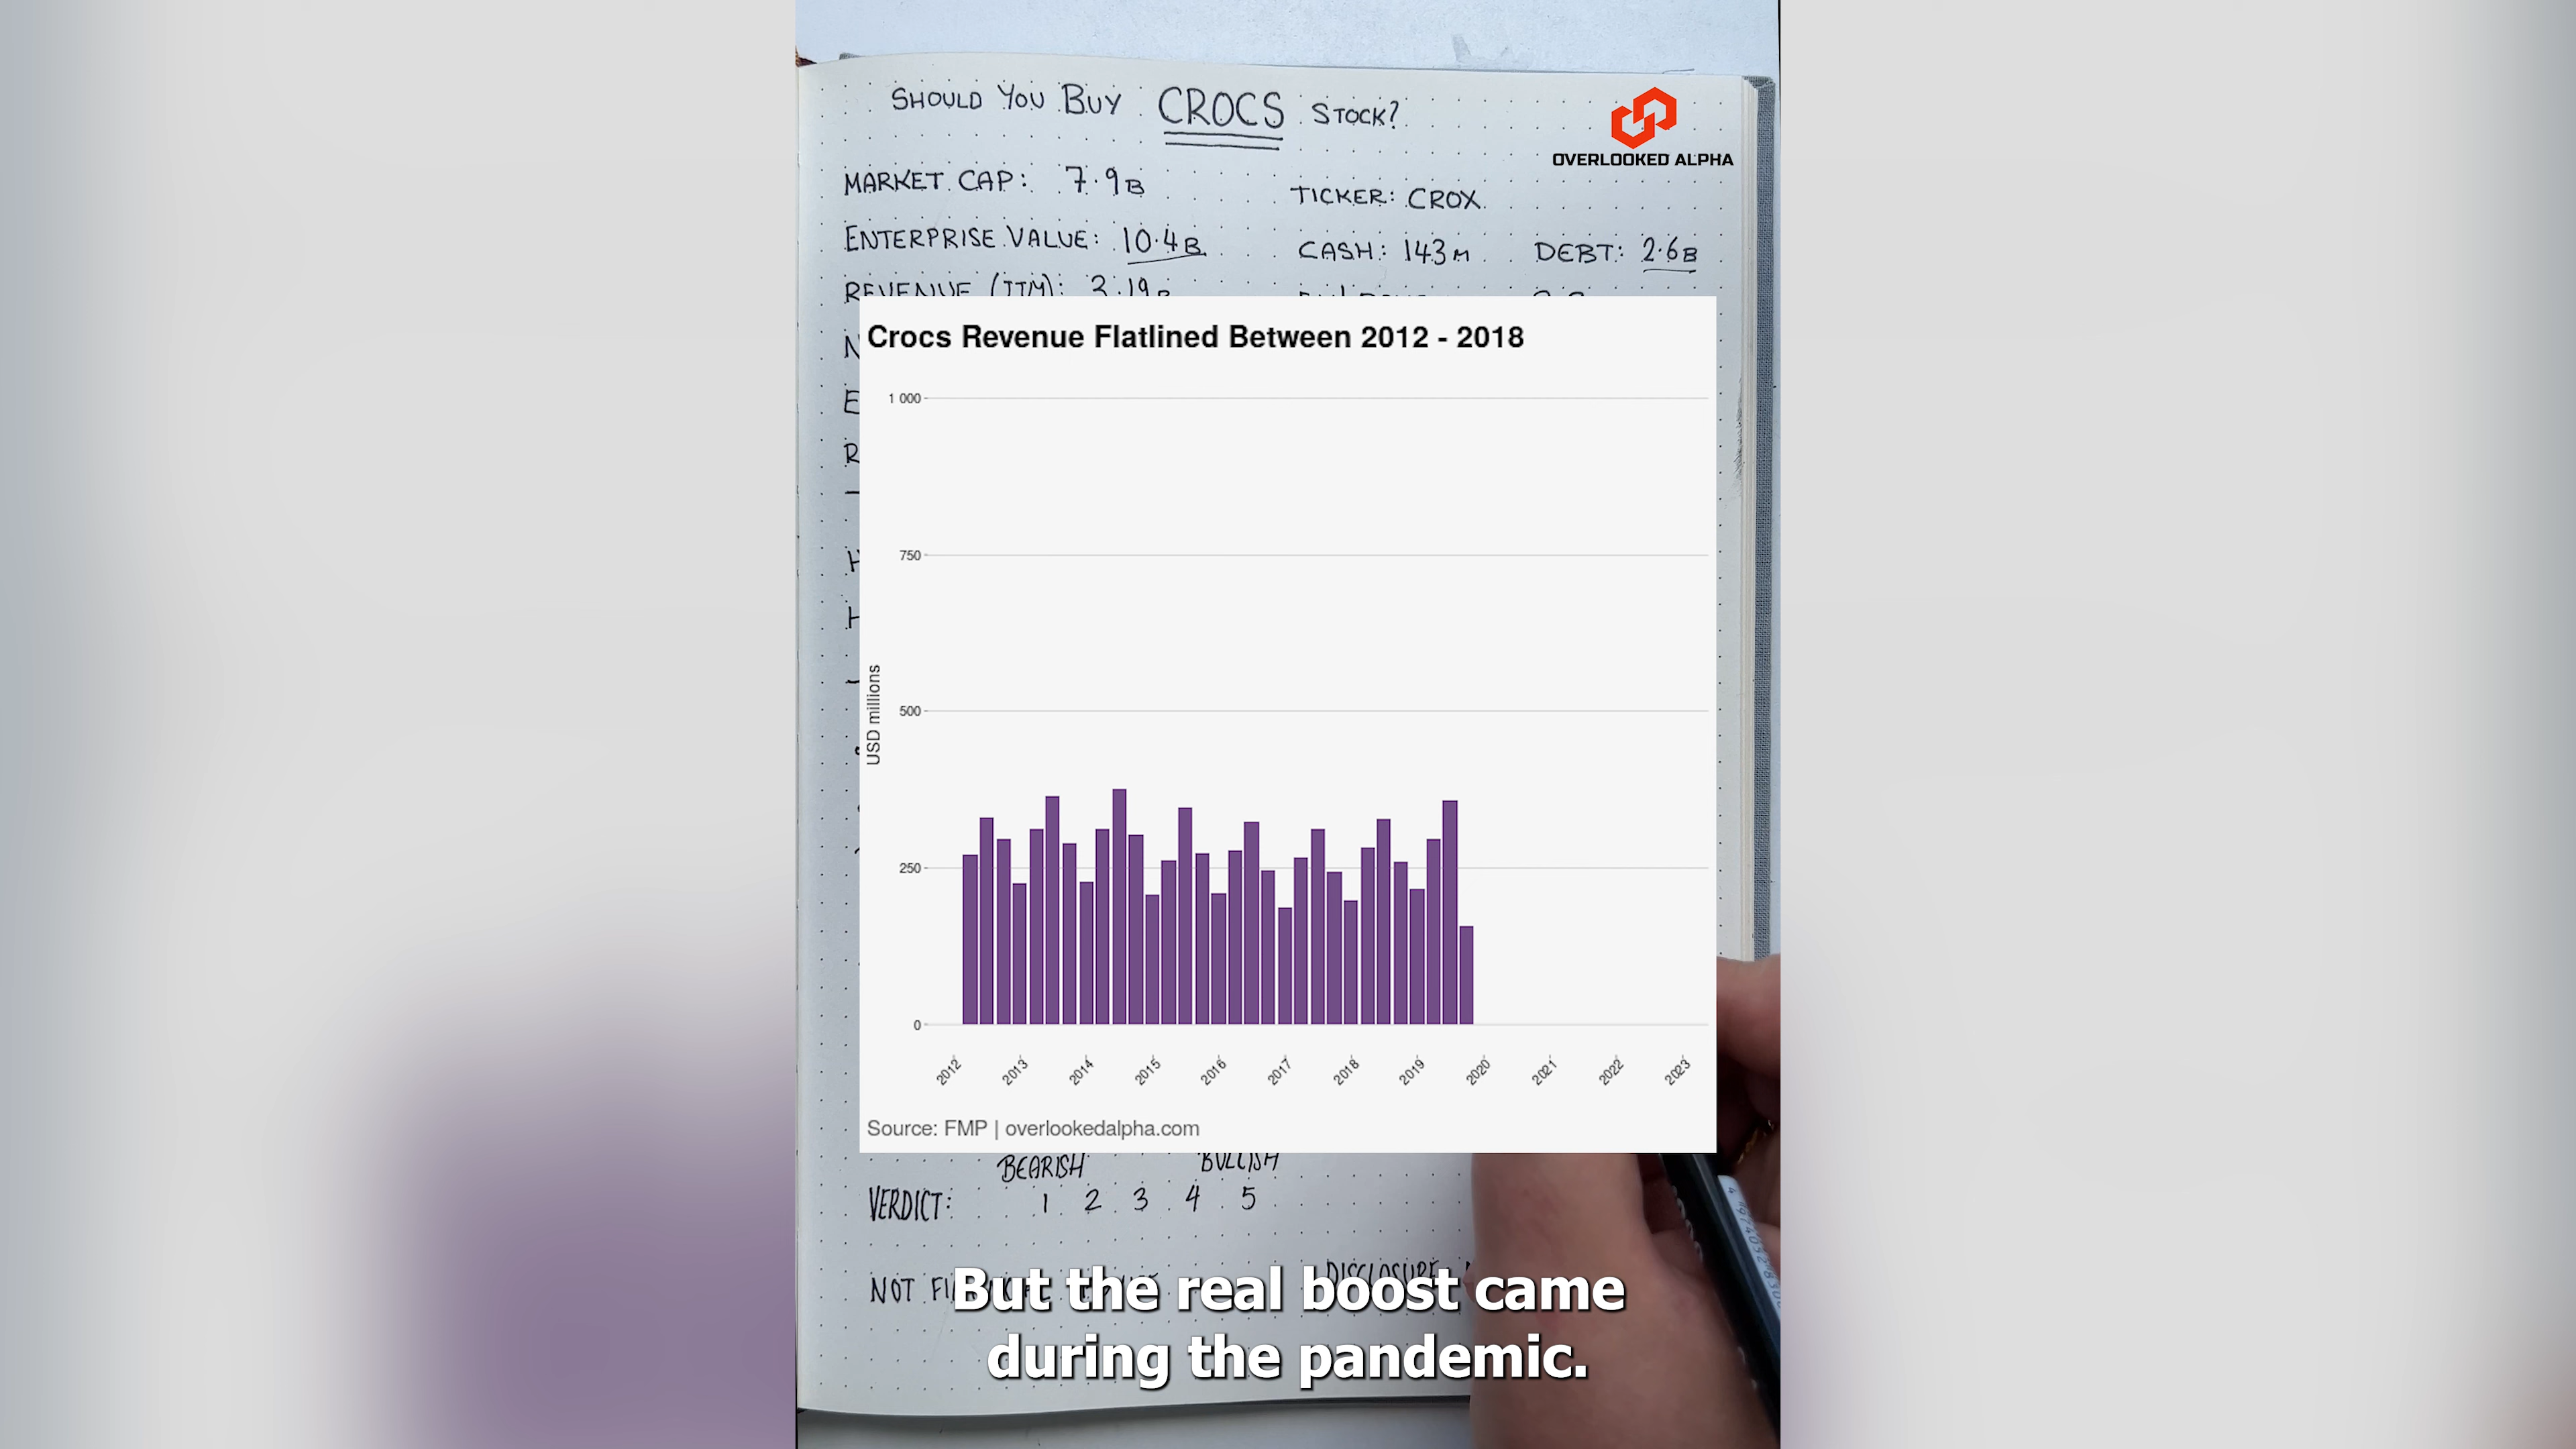 SHOULD YOU BUY CROCS STOCK?
OVERLOOKED ALPHA
MARKET CAP: 7.9B
TICKER: CROX
ENTERPRISE VALUE: 10.4B
CASH: 143M
DEBT: 2.6B
REVENUE (TTM): 3.19B
Crocs Revenue Flatlined Between 2012 - 2018
1 000
750
500
250
0
USD millions
2012
2013
2014
2015
2016
2017
2018
2019
2020
2021
2022
2023
Source: FMP | overlookedalpha.com
BEARISH BULLISH
VERDICT: 1 2 3 4 5
NOT
DISCLOSURE:
But the real boost came
during the pandemic.